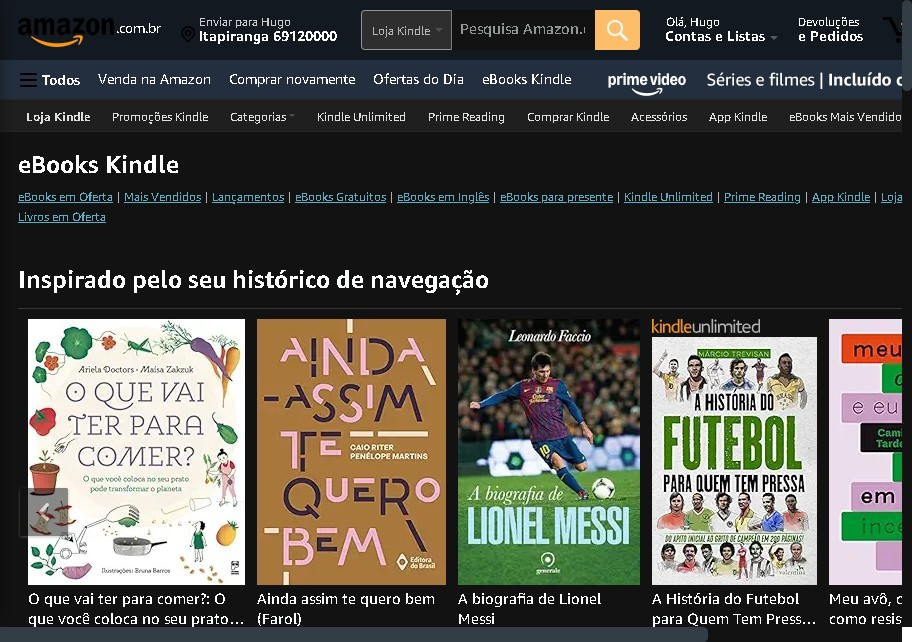 amazon.com.br
Enviar para Hugo
Itapiranga 69120000
Loja Kindle
Pesquisa Amazon.
Olá, Hugo
Contas e Listas
Devoluções
e Pedidos
Todos
Venda na Amazon
Comprar novamente
Ofertas do Dia
eBooks Kindle
prime video
Séries e filmes | Incluído
Loja Kindle
Promoções Kindle
Categorias
Kindle Unlimited
Prime Reading
Comprar Kindle
Acessórios
App Kindle
eBooks Mais Vendido
eBooks Kindle
eBooks em Oferta | Mais Vendidos | Lançamentos | eBooks Gratuitos | eBooks em Inglês | eBooks para presente | Kindle Unlimited | Prime Reading | App Kindle | Loja
Livros em Oferta
Inspirado pelo seu histórico de navegação
Ariela Doctors • Maísa Zakzuk
O QUE VAI
TER PARA
COMER?
O que você coloca no seu prato
pode transformar o planeta
Ilustrações: Bruna Barros
O que vai ter para comer?: O
que você coloca no seu prato...
AINDA
-ASSIM
TE
CAIO RITER
PENÉLOPE MARTINS
QUERO
BEM
Editora
do Brasil
Ainda assim te quero bem
(Farol)
Leonardo Faccio
A biografia de
LIONEL MESSI
generale
A biografia de Lionel
Messi
kindleunlimited
MÁRCIO TREVISAN
A HISTÓRIA DO
FUTEBOL
PARA QUEM TEM PRESSA
DO APITO INICIAL AO GRITO DE CAMPEÃO EM 200 PÁGINAS!
valentina
A História do Futebol
para Quem Tem Press...
meu
e eu
Cami
Tarde
em
ince
Meu avô,
como resis